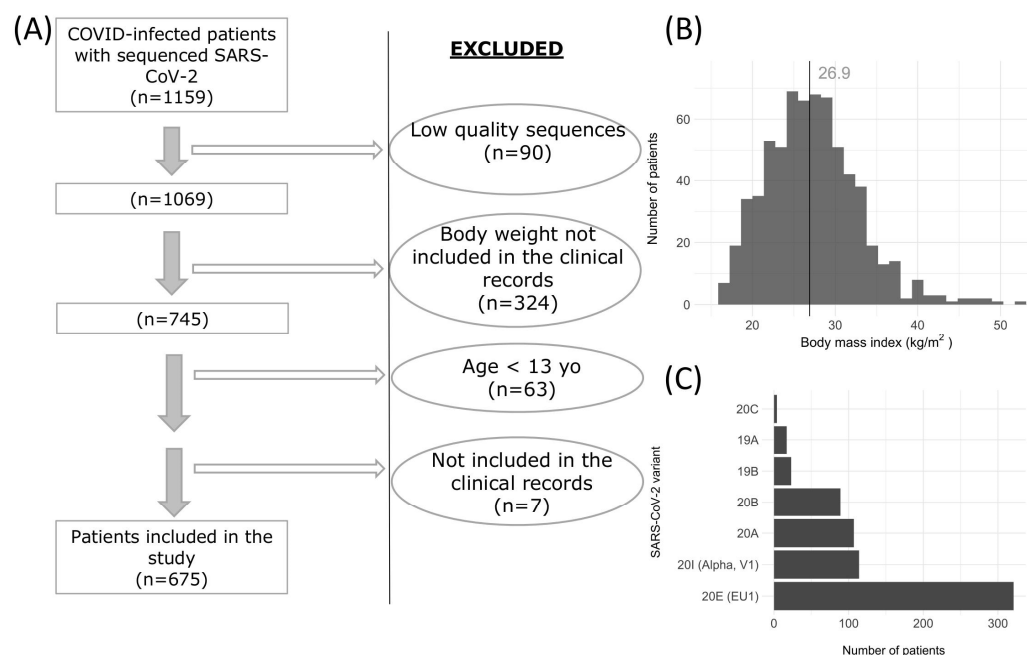 (A)
COVID-infected patients
with sequenced SARS-
CoV-2
(n=1159)
EXCLUDED
Low quality sequences
(n=90)
(n=1069)
Body weight not
included in the clinical
records
(n=324)
(n=745)
Age < 13 yo
(n=63)
Not included in the
clinical records
(n=7)
Patients included in the
study
(n=675)
(B)
26.9
Number of patients
60
40
20
0
20 30 40 50
Body mass index (kg/m² )
(C)
SARS-CoV-2 variant
20C
19A
19B
20B
20A
20I (Alpha, V1)
20E (EU1)
0 100 200 300
Number of patients